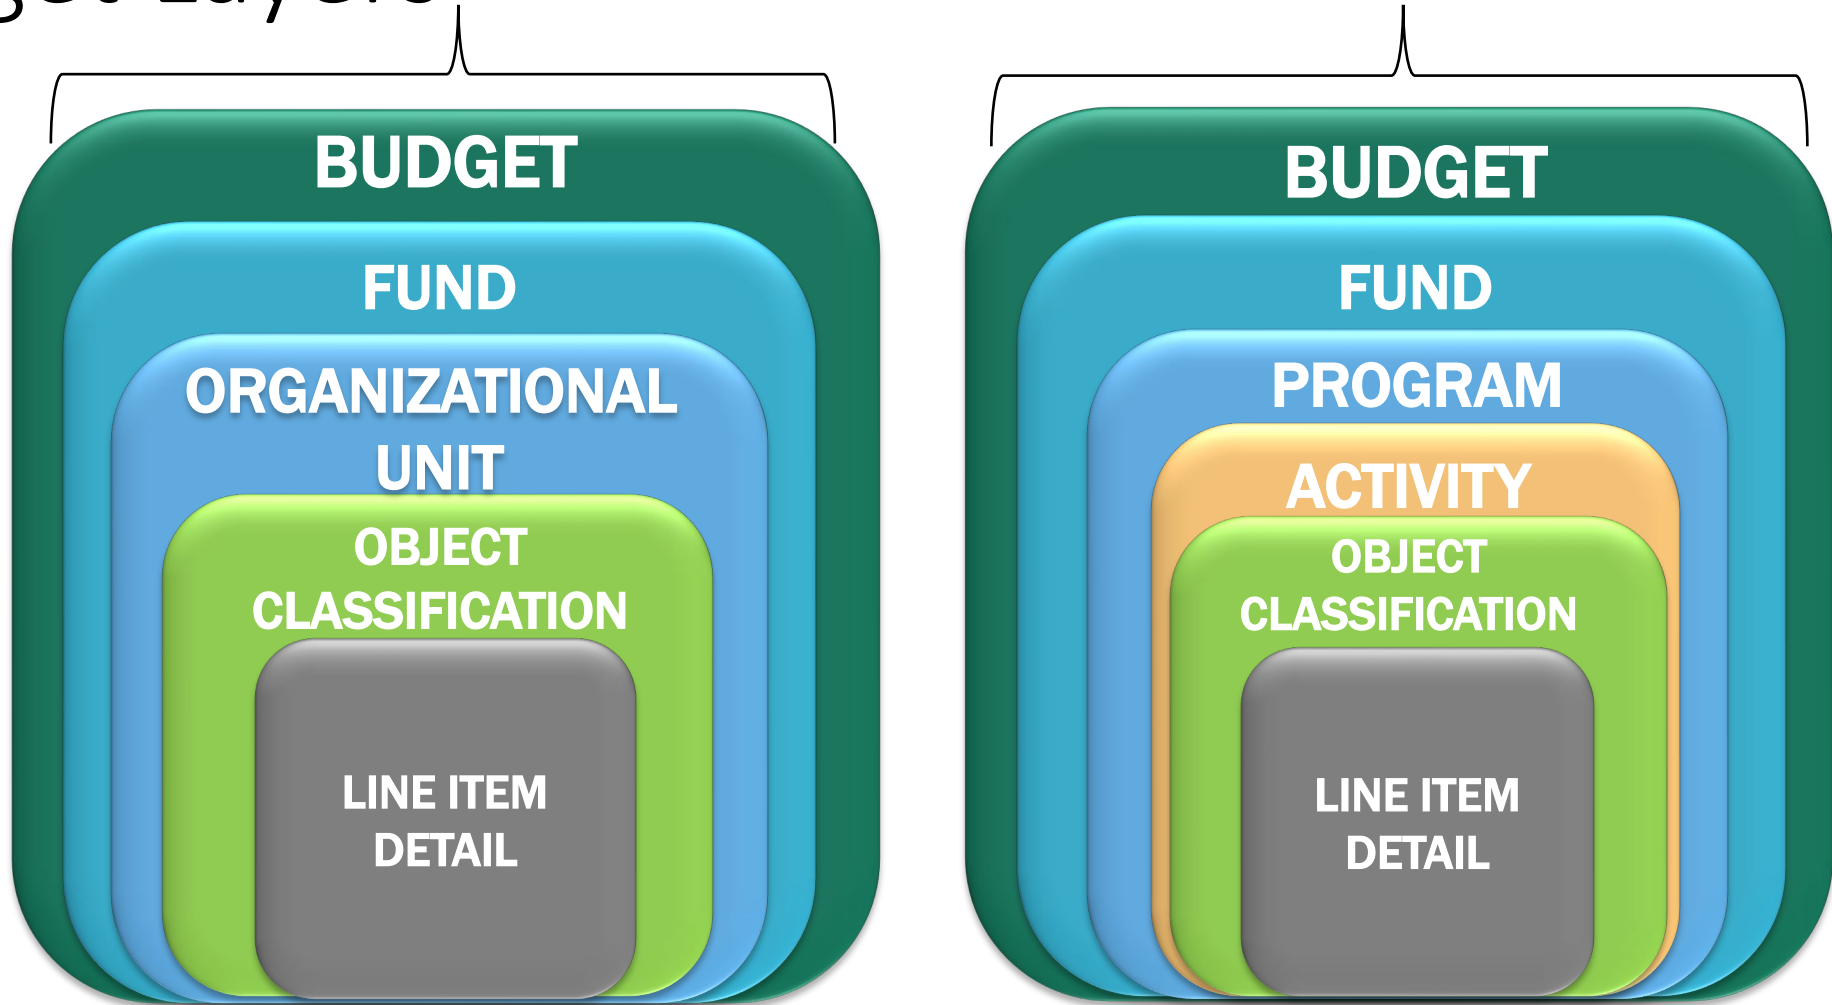 BUDGET
FUND
ORGANIZATIONAL
UNIT
OBJECT
CLASSIFICATION
LINE ITEM
DETAIL
BUDGET
FUND
PROGRAM
ACTIVITY
OBJECT
CLASSIFICATION
LINE ITEM
DETAIL